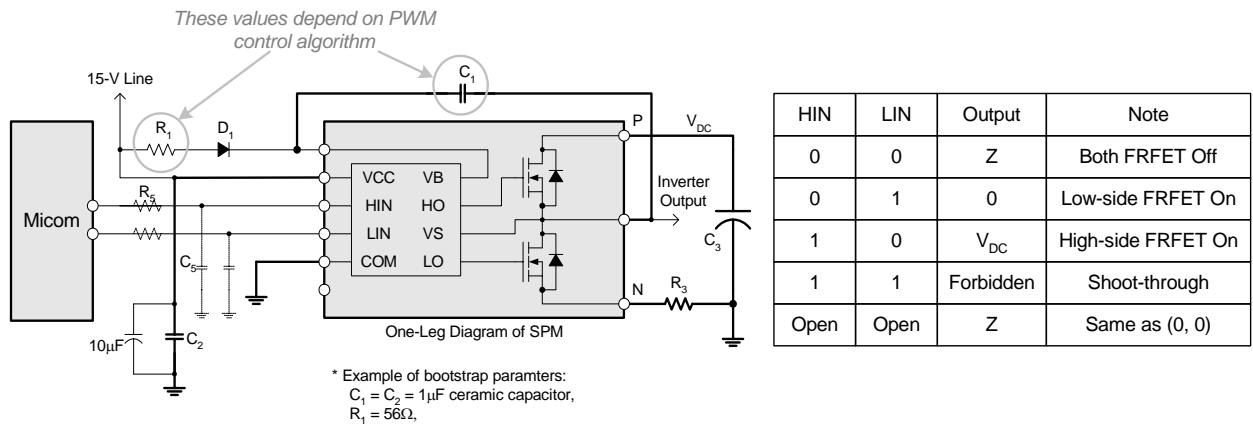 These values depend on PWM
control algorithm
15-V Line
R1
D1
C1
P
VDC
Micom
R5
VCC VB
HIN HO
LIN VS
COM LO
Inverter
Output
C5
C3
N
R3
10μF
C2
One-Leg Diagram of SPM
* Example of bootstrap paramters:
C1 = C2 = 1μF ceramic capacitor,
R1 = 56Ω,
HIN LIN Output Note
0 0 Z Both FRFET Off
0 1 0 Low-side FRFET On
1 0 VDC High-side FRFET On
1 1 Forbidden Shoot-through
Open Open Z Same as (0, 0)